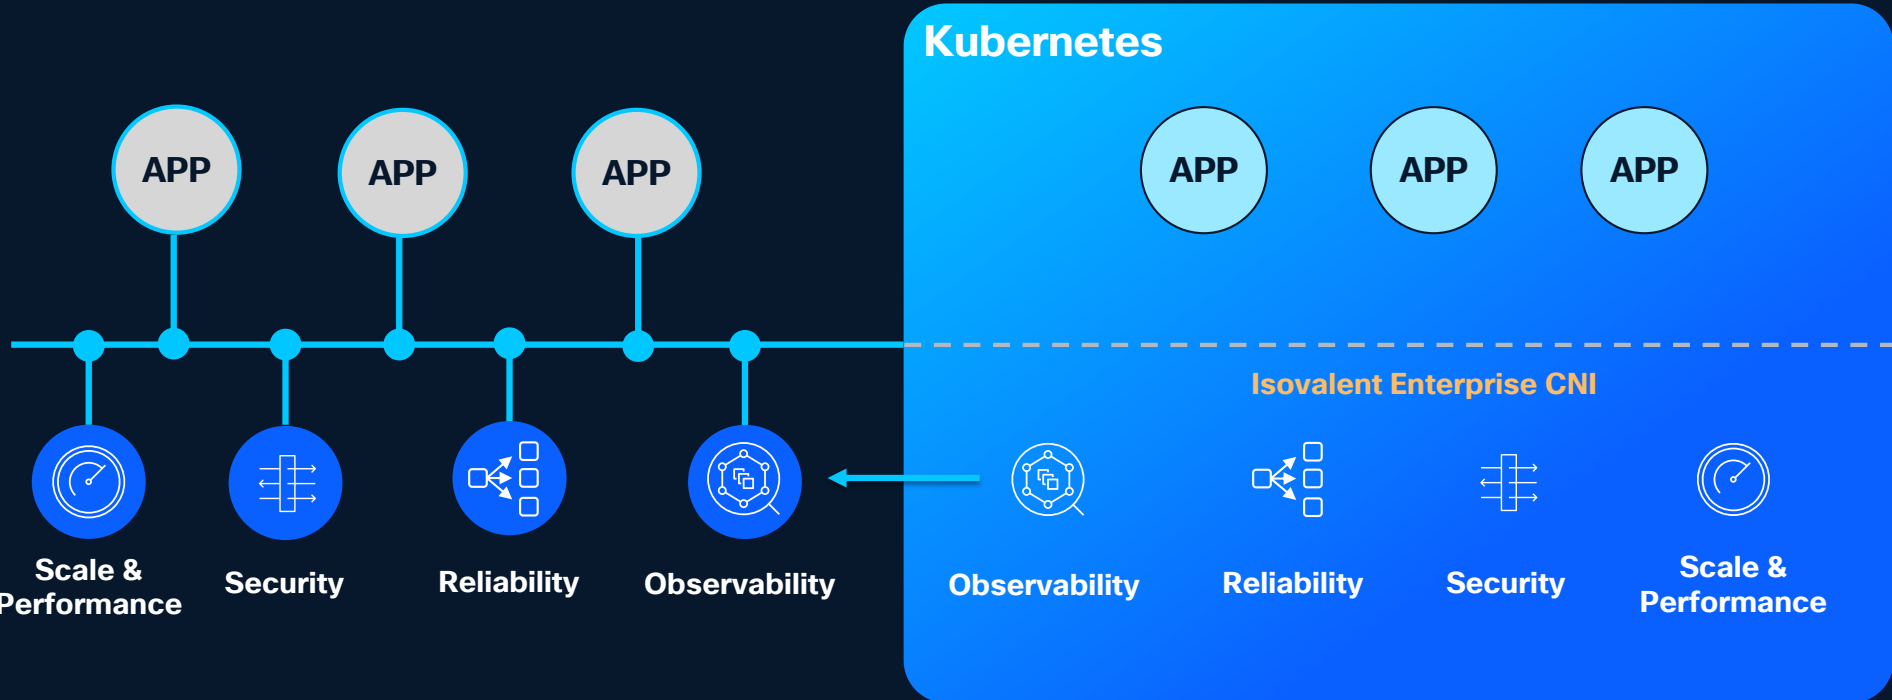 Kubernetes
APP
APP
APP
APP
APP
APP
Isovalent Enterprise CNI
Scale &
Performance
Security
Reliability
Observability
Observability
Reliability
Security
Scale &
Performance